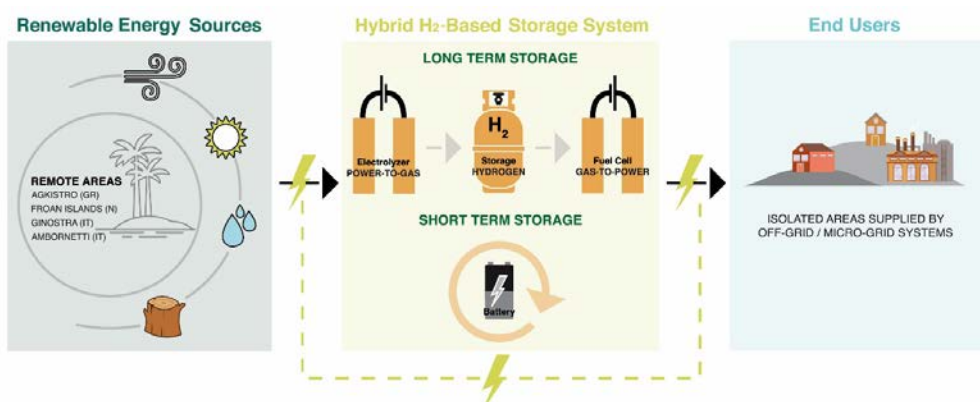 Renewable Energy Sources
REMOTE AREAS
AGKISTRO (GR)
FROAN ISLANDS (N)
GINOSTRA (IT)
AMBORNETTI (IT)
Hybrid H₂-Based Storage System
LONG TERM STORAGE
Electrolyzer
POWER-TO-GAS
H₂
Storage
HYDROGEN
Fuel Cell
GAS-TO-POWER
SHORT TERM STORAGE
Battery
End Users
ISOLATED AREAS SUPPLIED BY
OFF-GRID / MICRO-GRID SYSTEMS